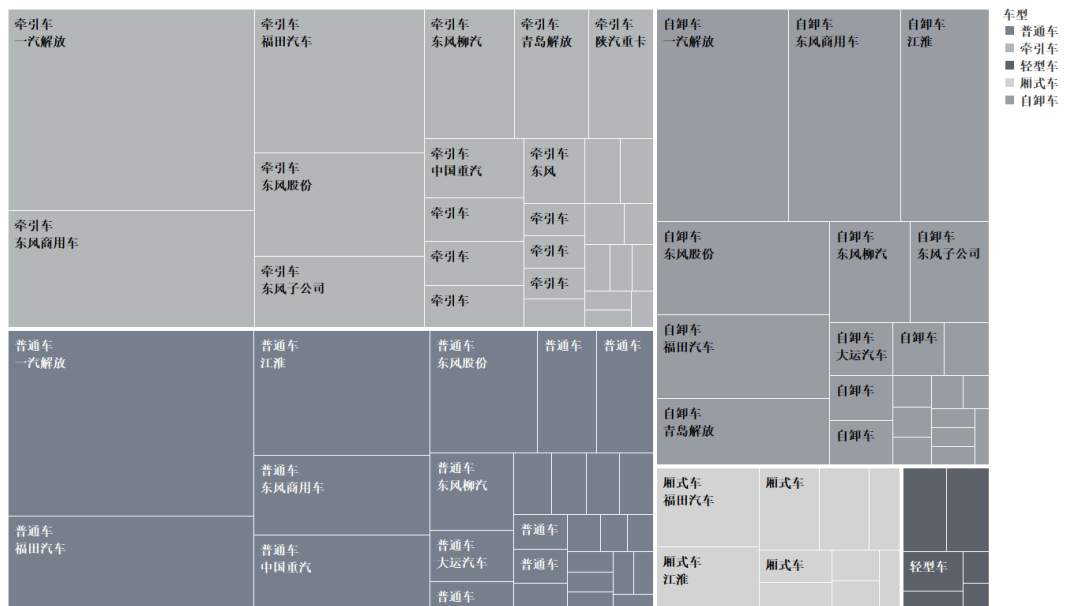 牵引车
一汽解放
牵引车
东风商用车
牵引车
福田汽车
牵引车
东风股份
牵引车
东风子公司
牵引车
东风柳汽
牵引车
青岛解放
牵引车
陕汽重卡
牵引车
中国重汽
牵引车
东风
牵引车
牵引车
牵引车
牵引车
牵引车
牵引车
普通车
一汽解放
普通车
福田汽车
普通车
江淮
普通车
东风商用车
普通车
中国重汽
普通车
东风股份
普通车
普通车
普通车
东风柳汽
普通车
大运汽车
普通车
普通车
普通车
自卸车
一汽解放
自卸车
东风商用车
自卸车
江淮
自卸车
东风股份
自卸车
福田汽车
自卸车
青岛解放
自卸车
东风柳汽
自卸车
东风子公司
自卸车
大运汽车
自卸车
自卸车
自卸车
厢式车
福田汽车
厢式车
江淮
厢式车
厢式车
轻型车
车型
普通车
牵引车
轻型车
厢式车
自卸车